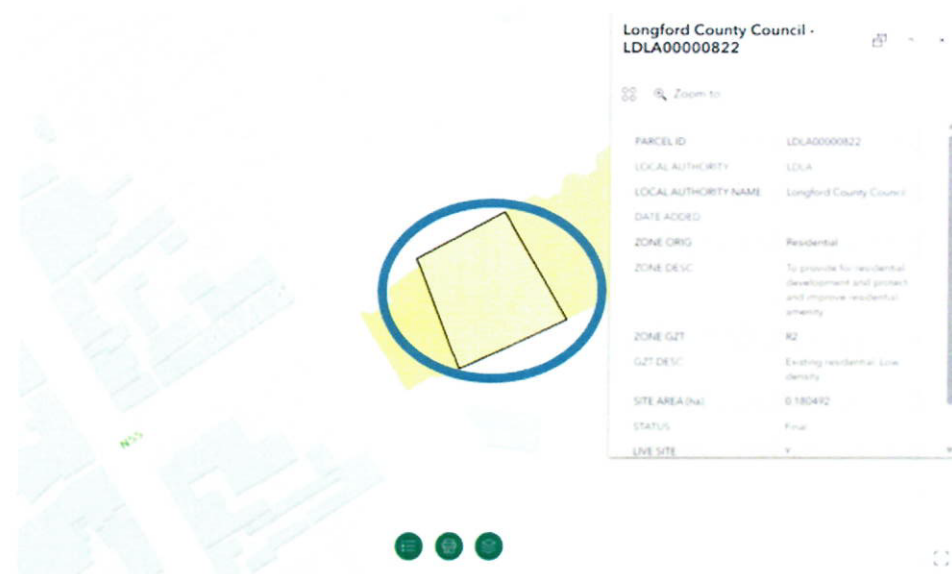 Longford County Council -
LDLA00000822
Zoom to
PARCEL ID LDLA00000822
LOCAL AUTHORITY LDLA
LOCAL AUTHORITY NAME Longford County Council
DATE ADDED
ZONE ORIG Residential
ZONE DESC To provide for residential
development and protect
and improve residential
amenity
ZONE GZT R2
GZT DESC Existing residential. Low
density
SITE AREA (ha) 0.180492
STATUS Final
LIVE SITE Y
N55